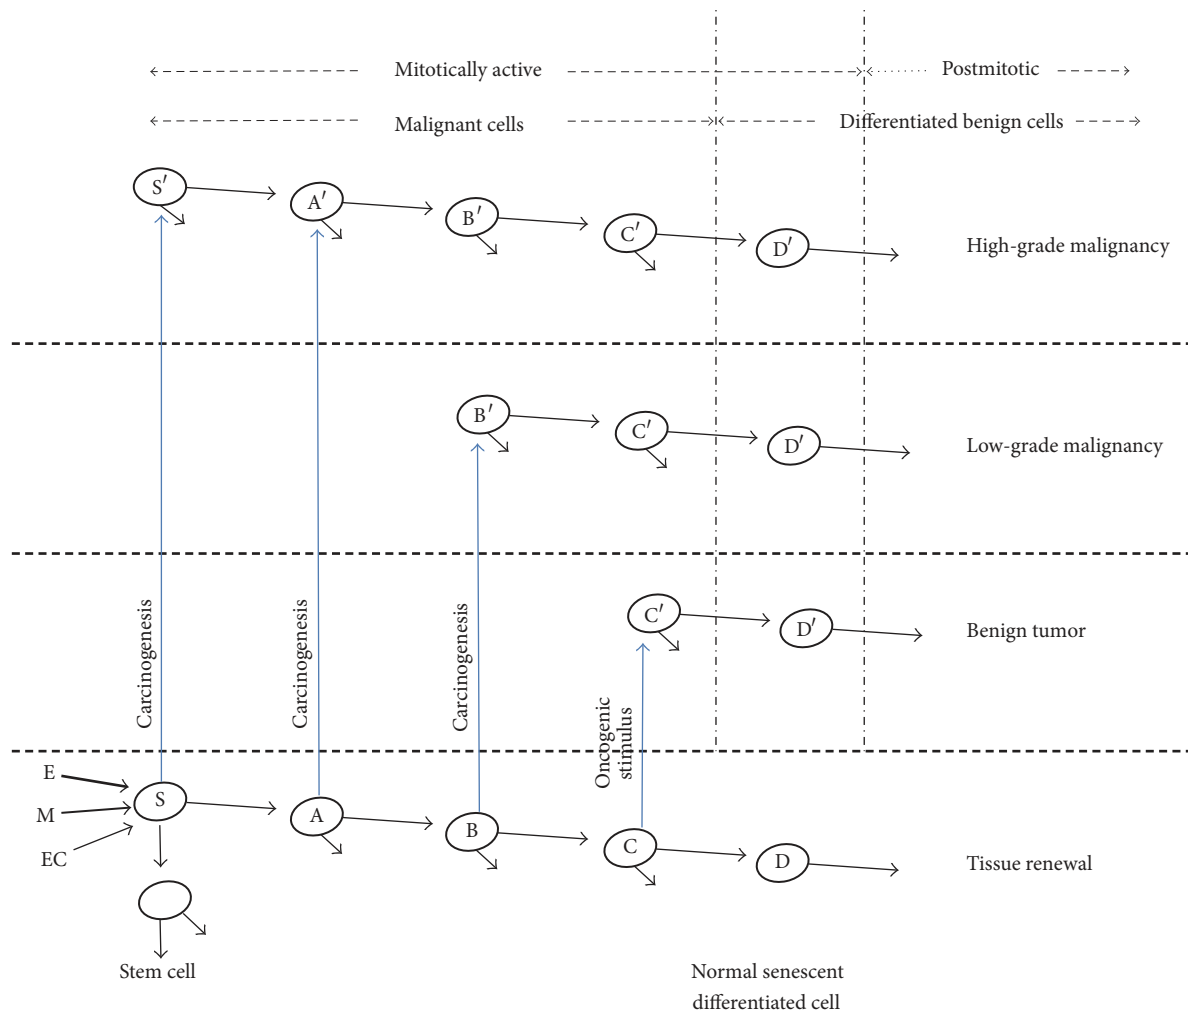 Mitotically active
Postmitotic
Malignant cells
Differentiated benign cells
S′
A′
B′
C′
D′
High-grade malignancy
B′
C′
D′
Low-grade malignancy
Carcinogenesis
Carcinogenesis
Carcinogenesis
C′
D′
Benign tumor
Oncogenic
stimulus
E
M
EC
S
A
B
C
D
Tissue renewal
Stem cell
Normal senescent
differentiated cell